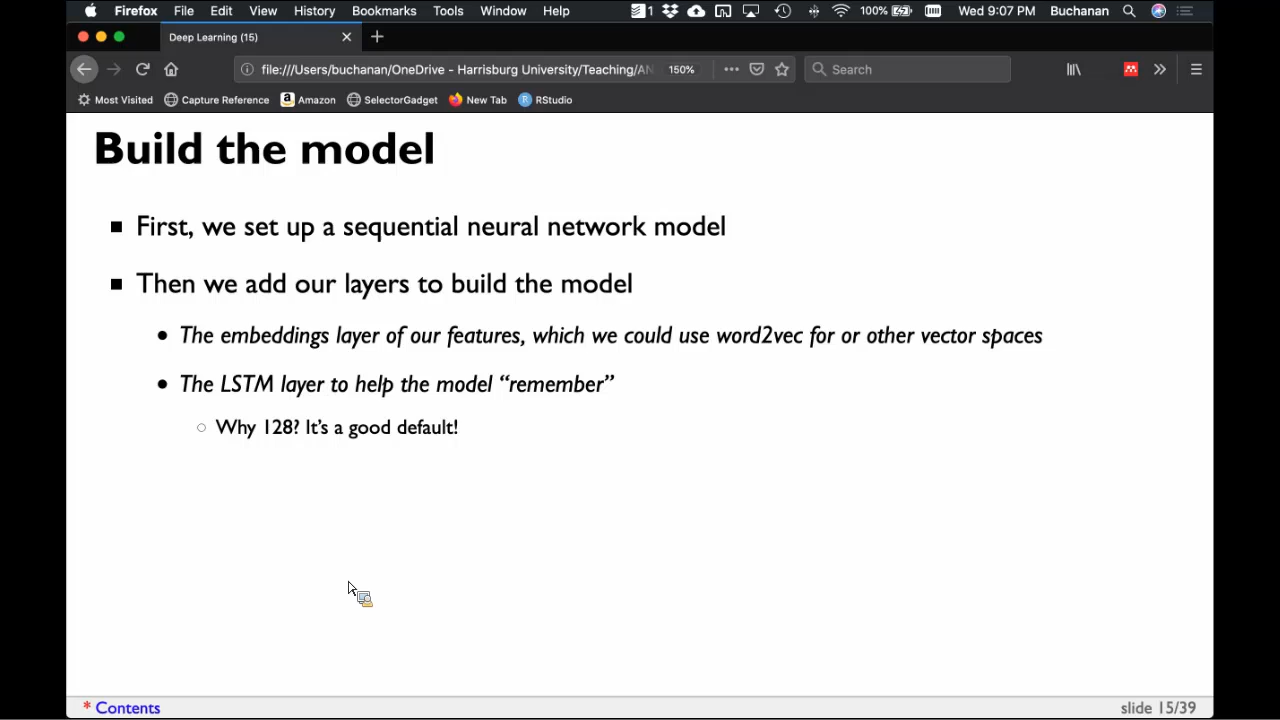 Firefox File Edit View History Bookmarks Tools Window Help 1 100% Wed 9:07 PM Buchanan
Deep Learning (15)
file:///Users/buchanan/OneDrive - Harrisburg University/Teaching/AN 150% Search
Most Visited Capture Reference Amazon SelectorGadget New Tab RStudio
Build the model
First, we set up a sequential neural network model
Then we add our layers to build the model
The embeddings layer of our features, which we could use word2vec for or other vector spaces
The LSTM layer to help the model “remember”
Why 128? It’s a good default!
* Contents
slide 15/39